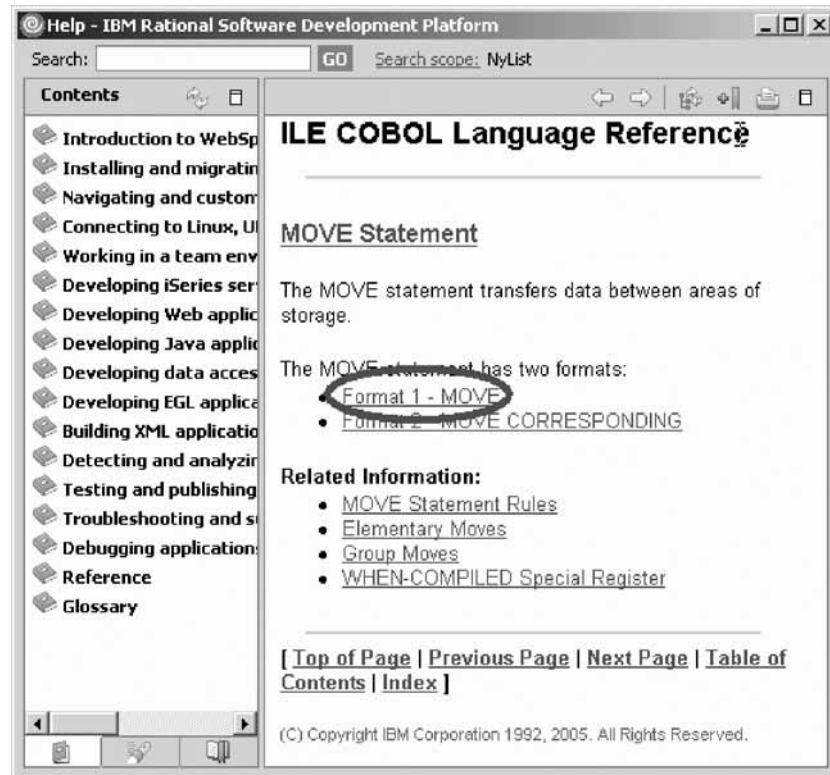 Help - IBM Rational Software Development Platform
Search:
GO
Search scope: NyList
Contents
Introduction to WebSp
Installing and migratin
Navigating and custom
Connecting to Linux, UI
Working in a team env
Developing iSeries ser
Developing Web applic
Developing Java applic
Developing data acces
Developing EGL applica
Building XML applicatio
Detecting and analyzin
Testing and publishing
Troubleshooting and s
Debugging application
Reference
Glossary
ILE COBOL Language Reference
MOVE Statement
The MOVE statement transfers data between areas of
storage.
The MOVE statement has two formats:
• Format 1 - MOVE
• Format 2 - MOVE CORRESPONDING
Related Information:
• MOVE Statement Rules
• Elementary Moves
• Group Moves
• WHEN-COMPILED Special Register
[ Top of Page | Previous Page | Next Page | Table of
Contents | Index ]
(C) Copyright IBM Corporation 1992, 2005. All Rights Reserved.